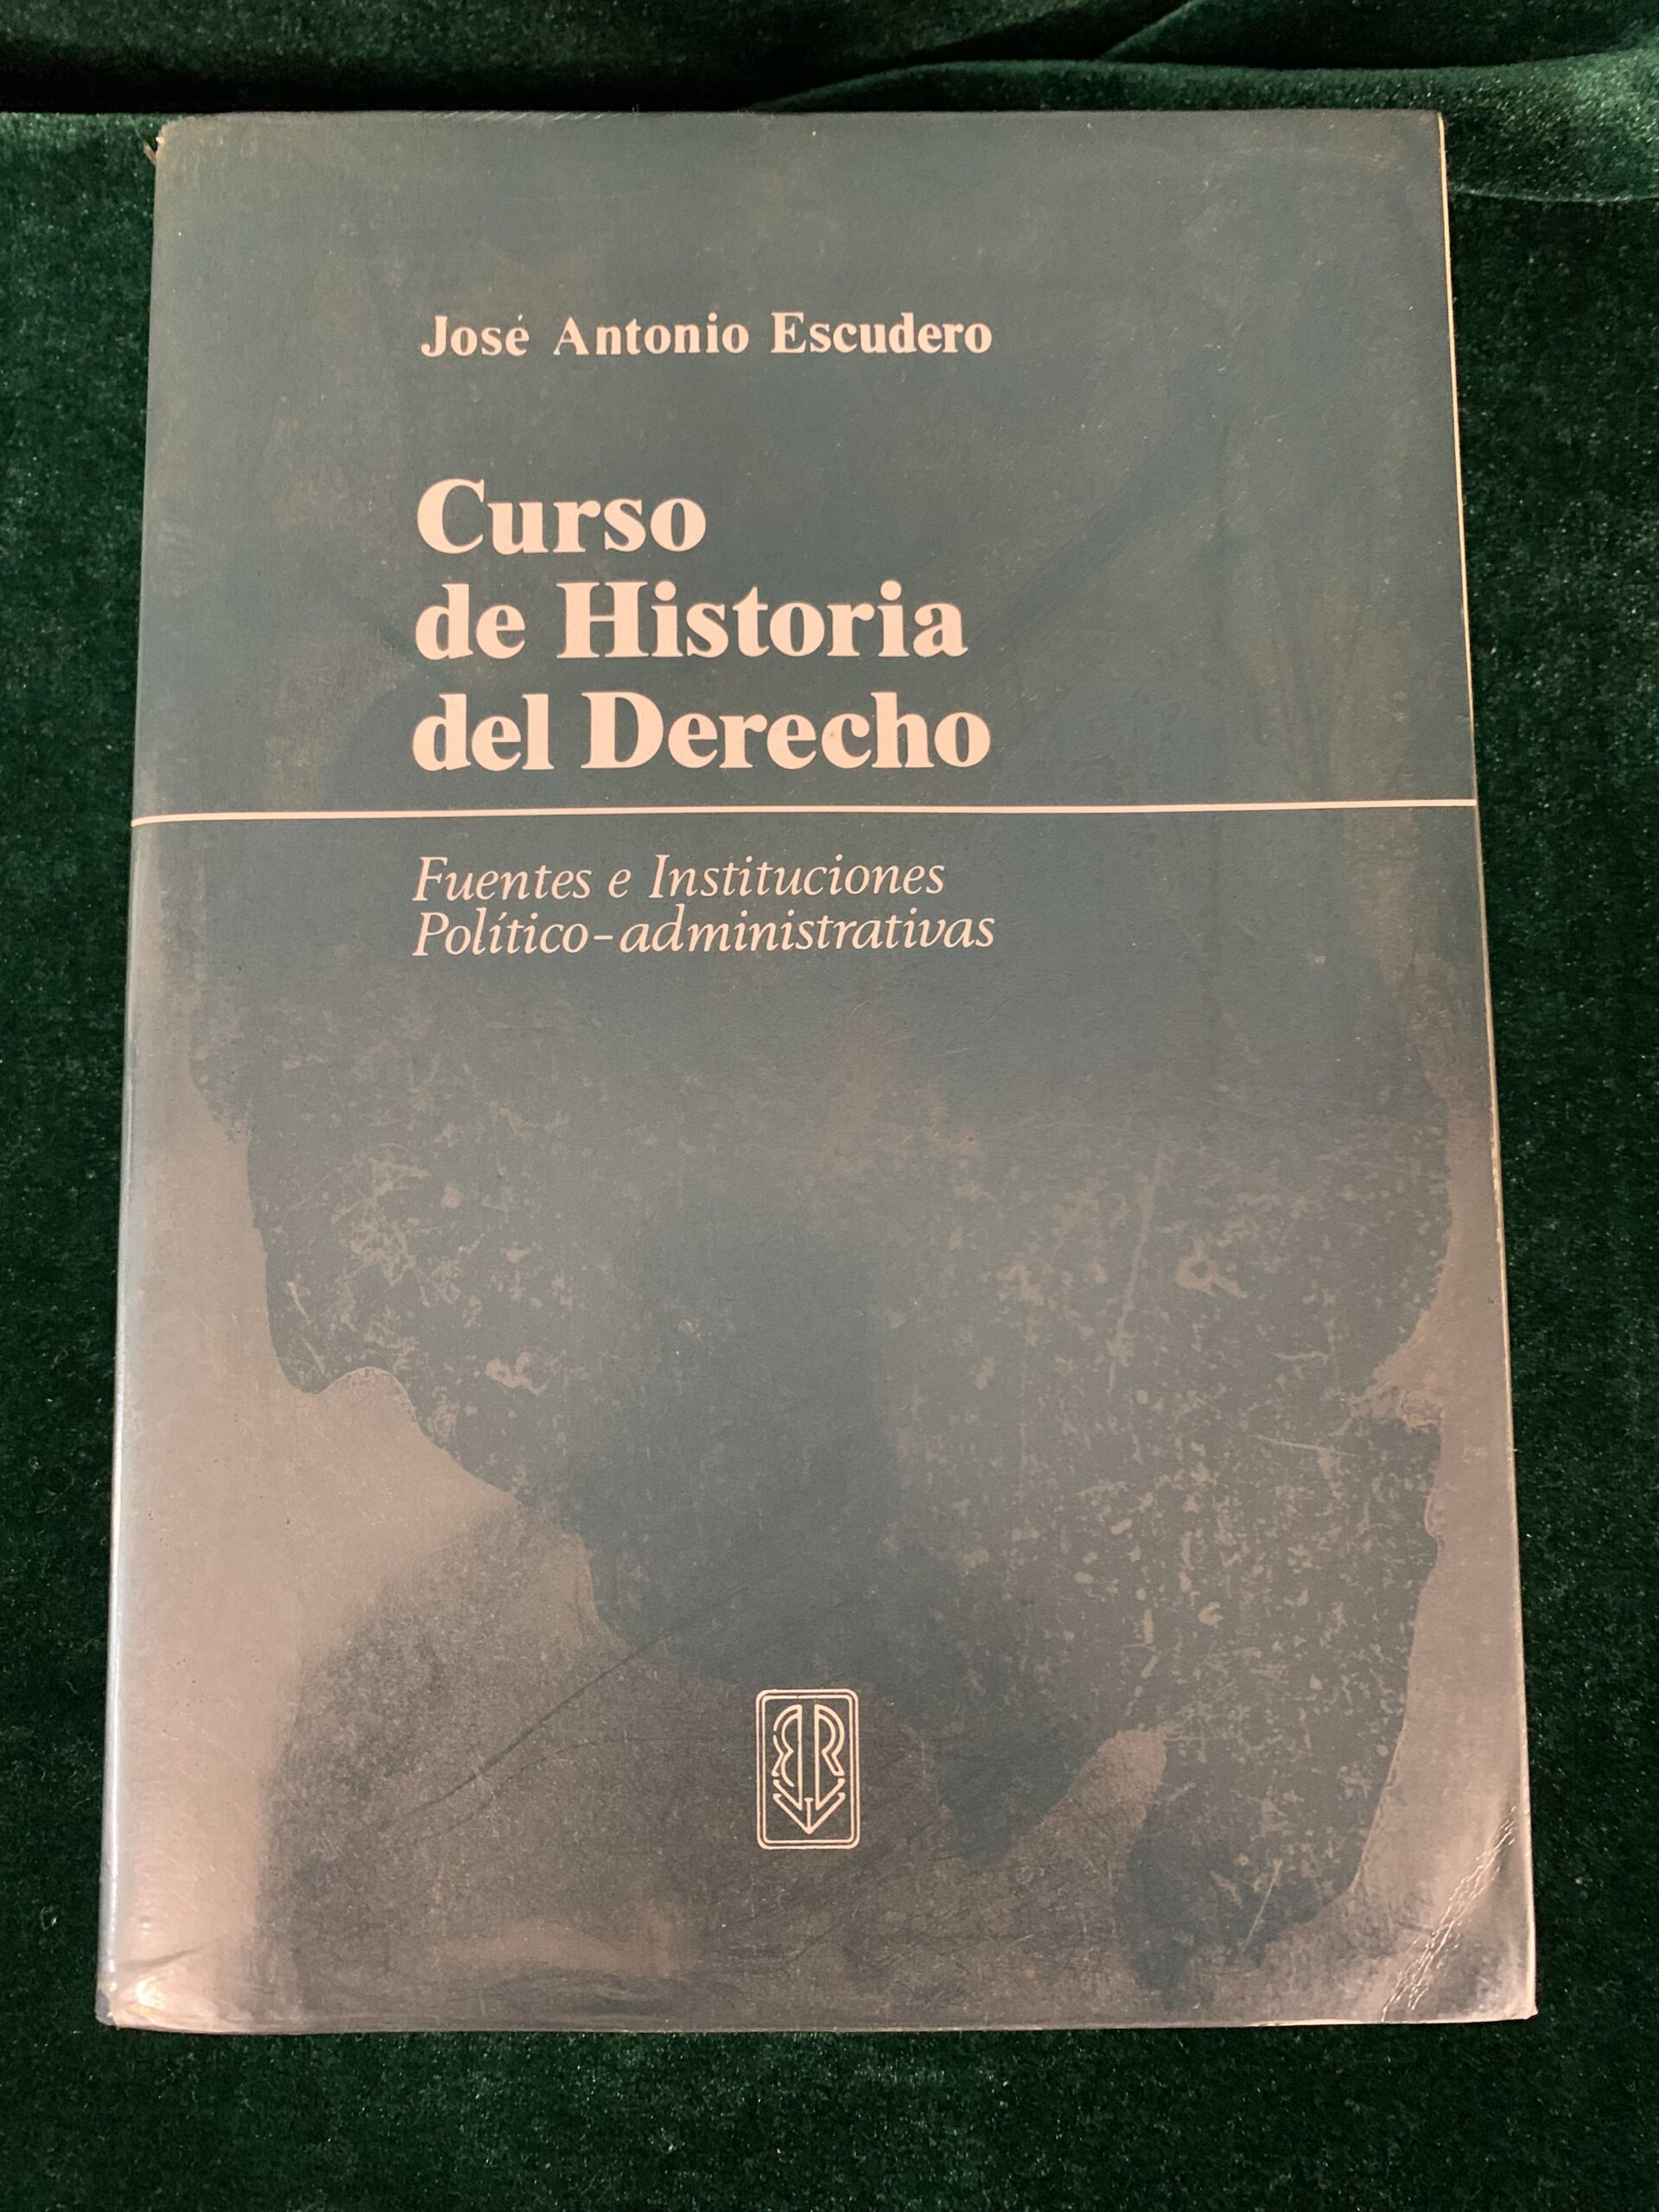 José Antonio Escudero
Curso
de Historia
del Derecho
Fuentes e Instituciones
Político-administrativas